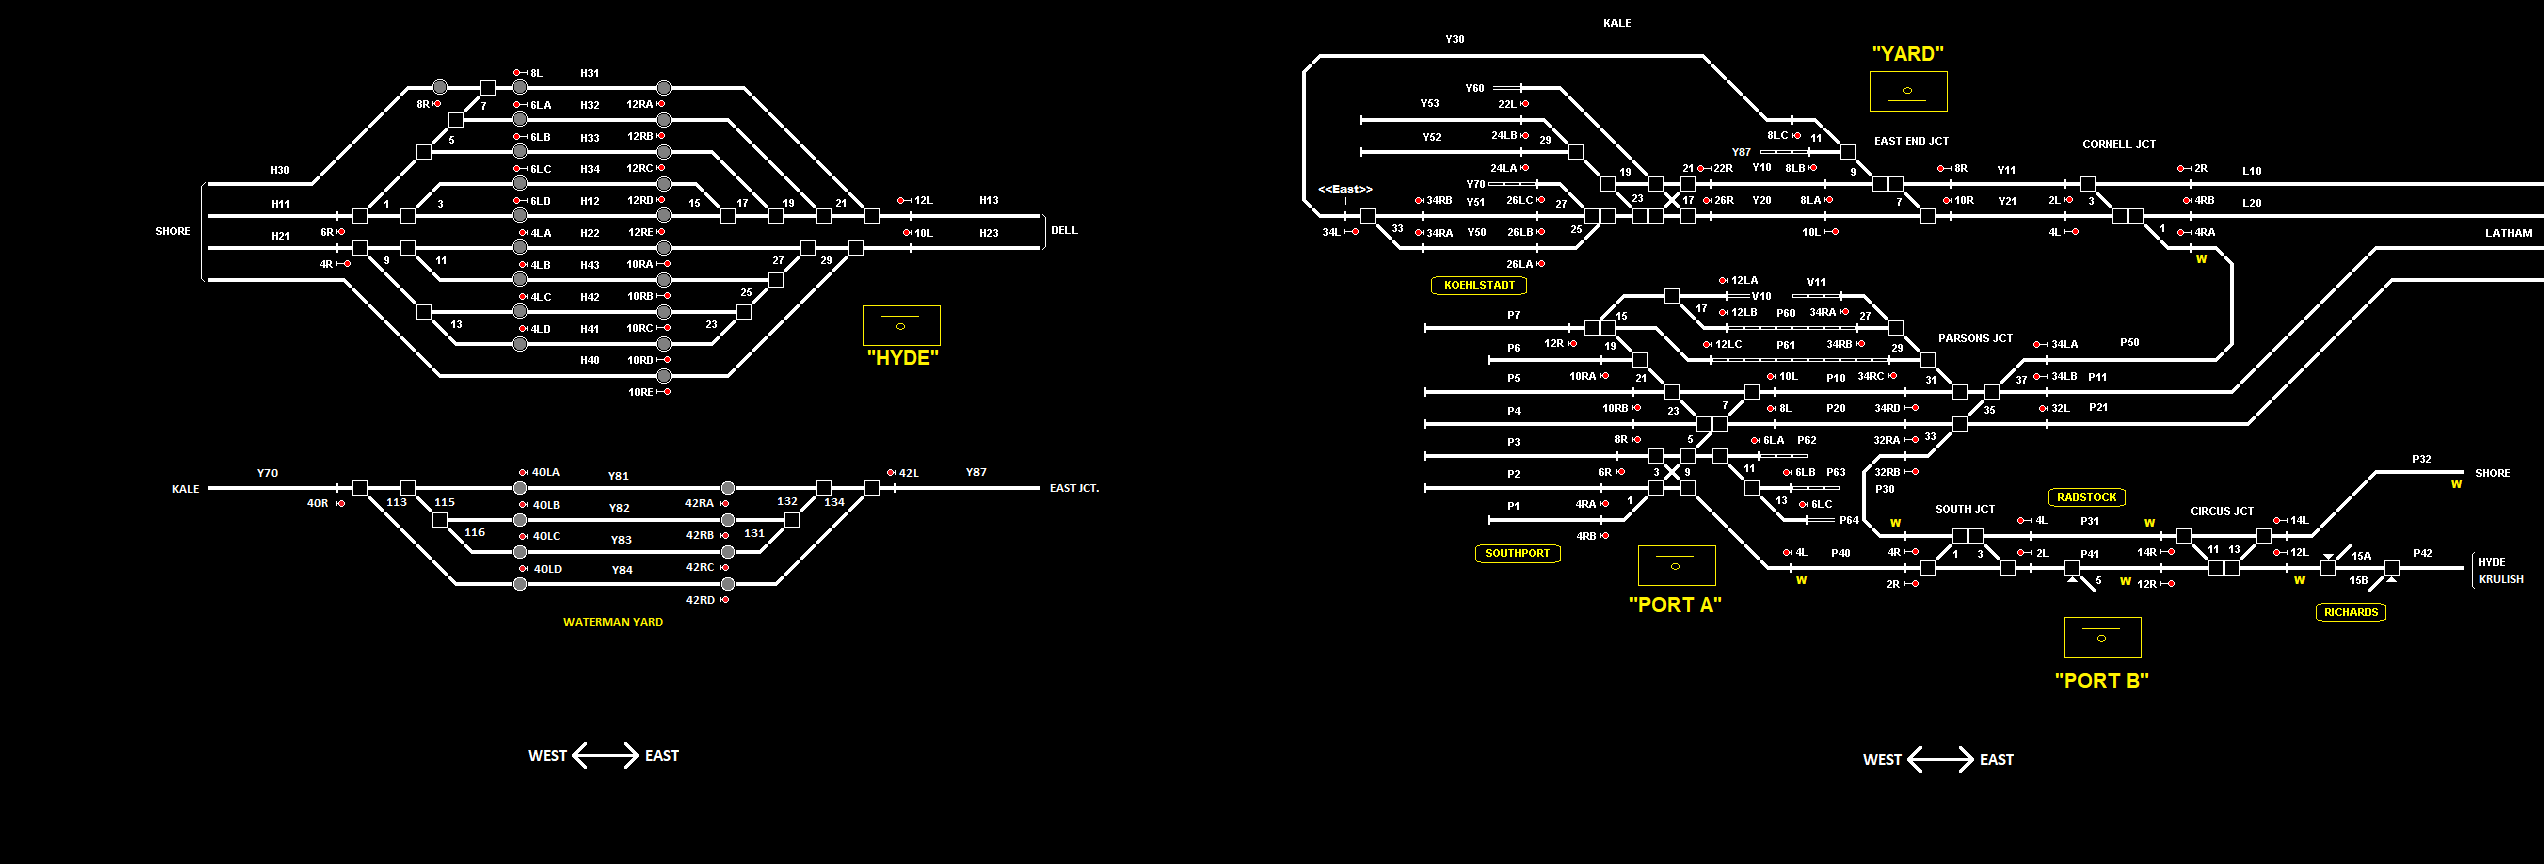 KALE
Y30
"YARD"
8L H31
7
8R
6LA H32 12RA
6LB H33 12RB
5
6LC H34 12RC
H30
6LD H12 12RD
H11 1 3 15 17 19 21 12L H13
SHORE 6R 4LA H22 12RE 10L H23 DELL
H21
4R 9 11 4LB H43 10RA 27 29
4LC H42 10RB 25
13 4LD H41 10RC 23
H40 10RD
10RE
"HYDE"
Y60
22L
Y53
24LB 29
Y52
24LA
8LC 11
Y87
EAST END JCT
CORNELL JCT
19 21 22R Y10 8LB 9 8R Y11 2R L10
Y70
<<East>>
34RB Y51 26LC 27 23 17 26R Y20 8LA 7 10R Y21 2L 3 4RB L20
34L 33 34RA Y50 26LB 25 10L 4L 1 4RA
LATHAM
W
26LA
KOEHLSTADT
12LA V10 V11
P7 15 17 12LB P60 34RA 27
12R
P6 19 12LC P61 34RB 29
PARSONS JCT
34LA P50
10RA 21 10L P10 34RC 31 37 34LB P11
P5
10RB 23 7 8L P20 34RD 35 32L P21
P4
8R 5 6LA P62 32RA 33
P3
6R 3 9 11 6LB P63 32RB
P2
P30
P32
SHORE
W
1 4RA 13 6LC
P1 P64
4RB
SOUTHPORT
RADSTOCK
SOUTH JCT
CIRCUS JCT
W 4L P31 W 14L
4L P40 4R 1 3 2L P41 14R 11 13 12L 15A P42
HYDE
KRULISH
W 2R 5 W 12R W 15B
RICHARDS
"PORT A"
"PORT B"
40LA Y81 42L Y87
Y70
KALE EAST JCT.
40R 113 115 40LB Y82 42RA 132 134
116 40LC Y83 42RB 131
40LD Y84 42RC
42RD
WATERMAN YARD
WEST EAST
WEST EAST